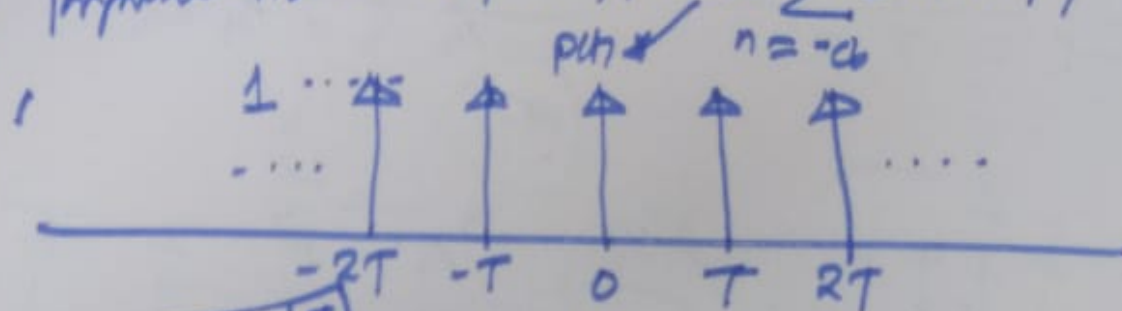 p(t) n = -∞
1 ....
.... ....
-2T -T 0 T 2T